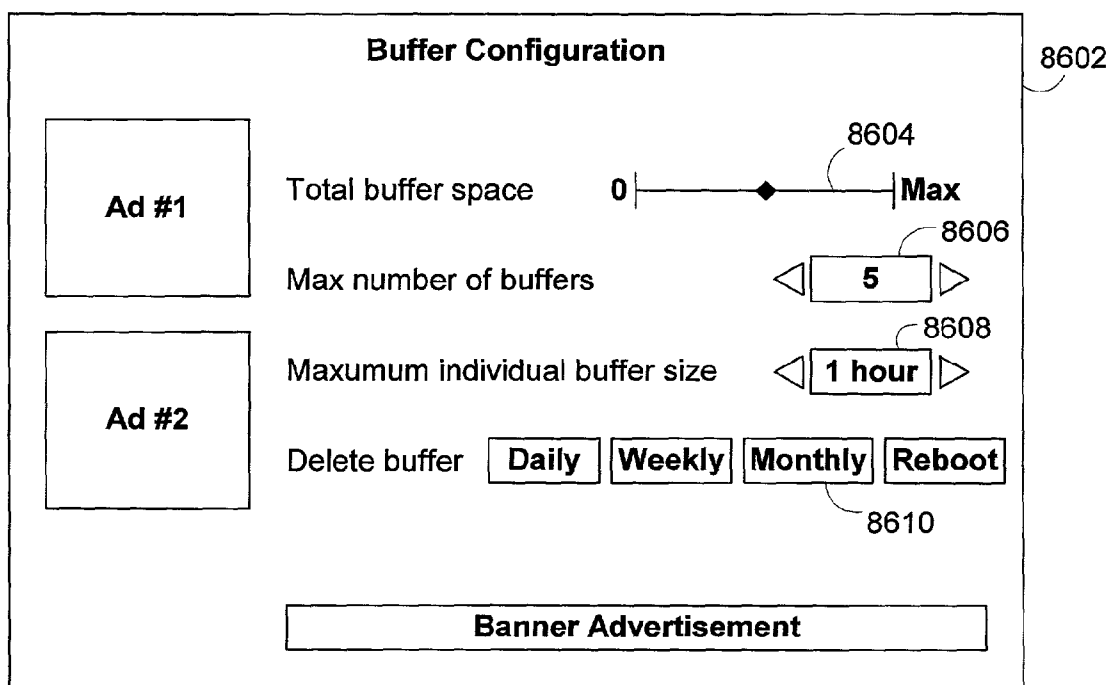 Buffer Configuration
8602
Ad #1
Total buffer space 0 Max
8604
Max number of buffers 5
8606
Ad #2
Maxumum individual buffer size 1 hour
8608
Delete buffer Daily Weekly Monthly Reboot
8610
Banner Advertisement